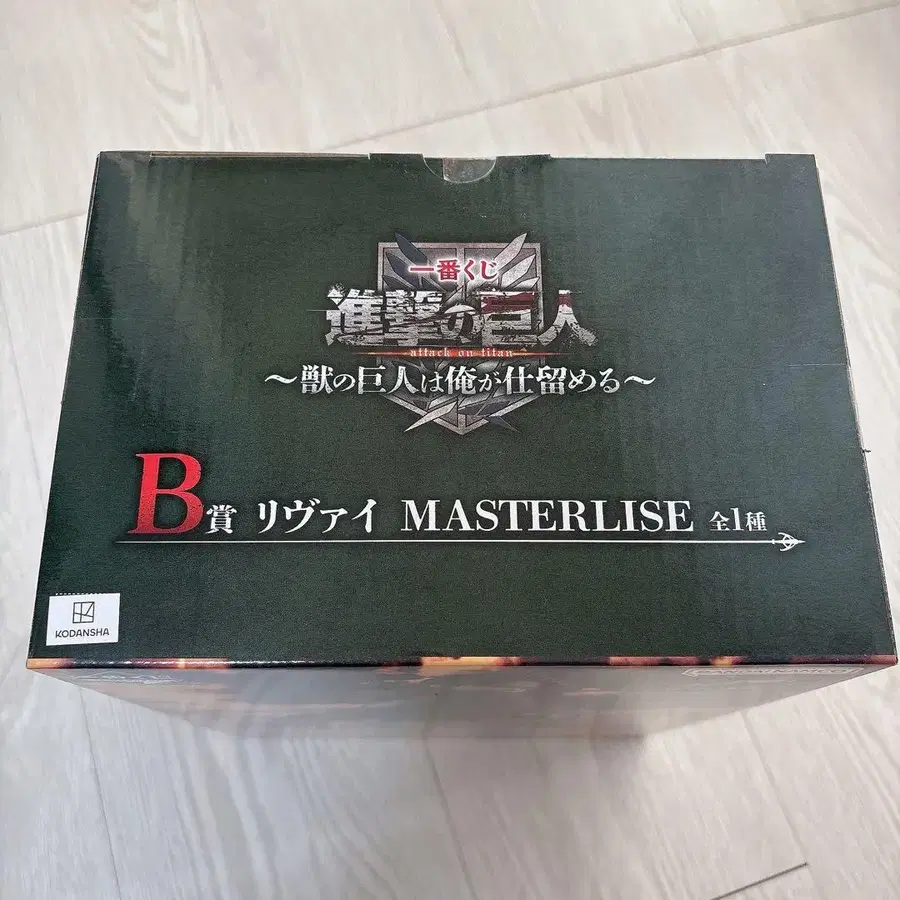 一番くじ
進撃の巨人
attack on titan
～獣の巨人は俺が仕留める～
B賞 リヴァイ MASTERLISE 全1種
KODANSHA